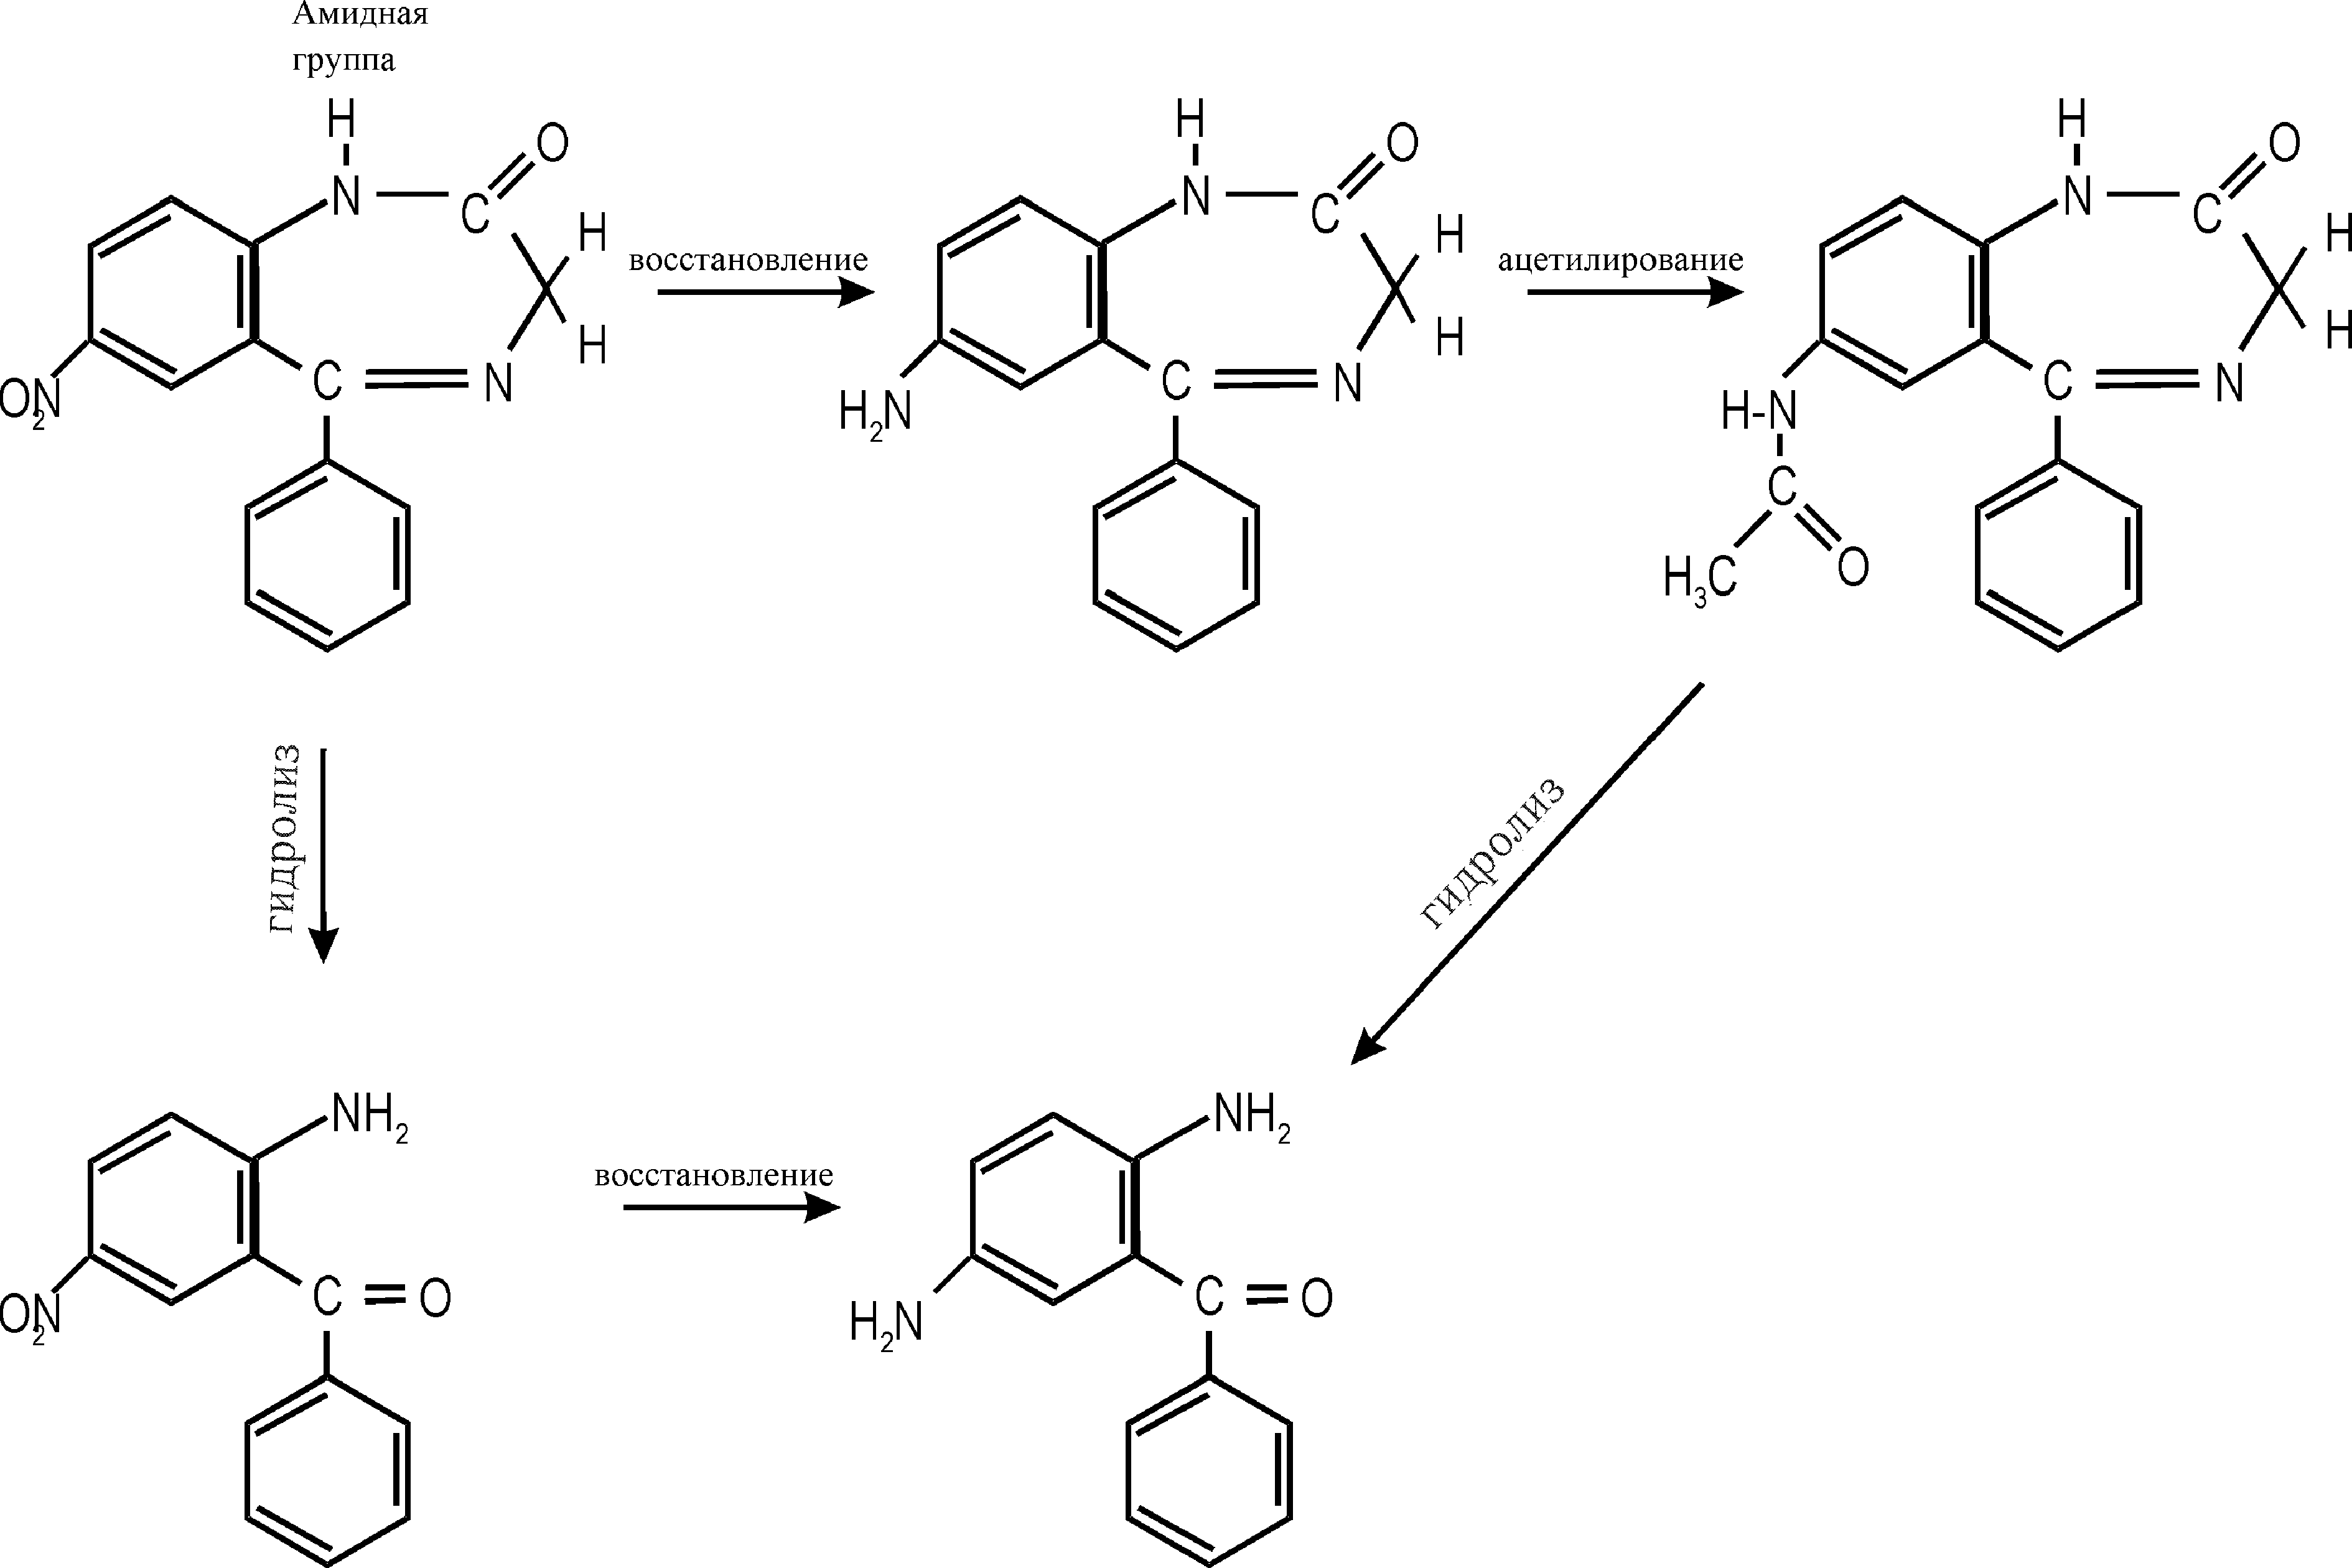 Амидная
группа
H
N
C
O
H
H
N
C
O₂N
восстановление
H
N
C
O
H
H
N
C
H₂N
ацетилирование
H
N
C
O
H
H
N
C
H-N
C
H₃C
O
гидролиз
гидролиз
NH₂
C
O
O₂N
восстановление
NH₂
C
O
H₂N